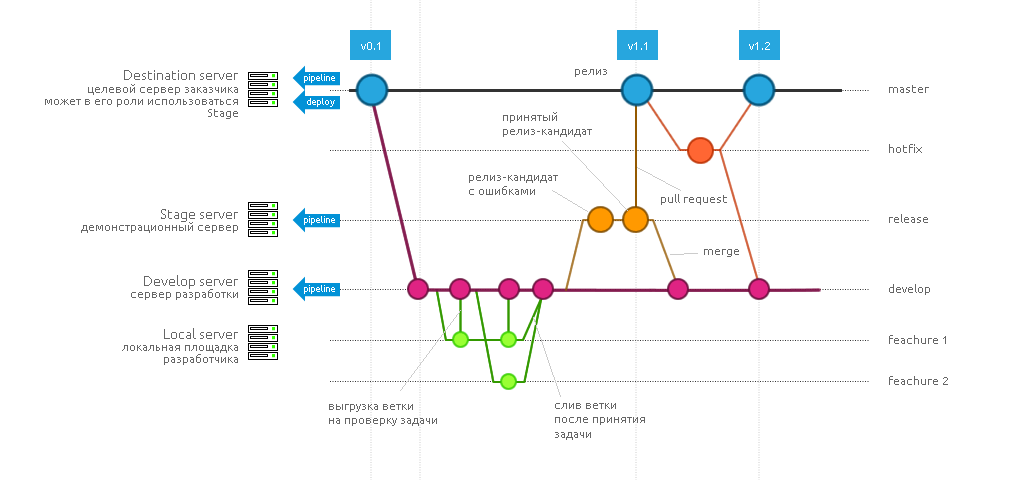 v0.1
v1.1
v1.2
релиз
Destination server
целевой сервер заказчика
может в его роли использоваться
Stage
pipeline
deploy
master
принятый
релиз-кандидат
hotfix
релиз-кандидат
с ошибками
pull request
Stage server
демонстрационный сервер
pipeline
release
merge
Develop server
сервер разработки
pipeline
develop
Local server
локальная площадка
разработчика
feachure 1
feachure 2
выгрузка ветки
на проверку задачи
слив ветки
после принятия
задачи